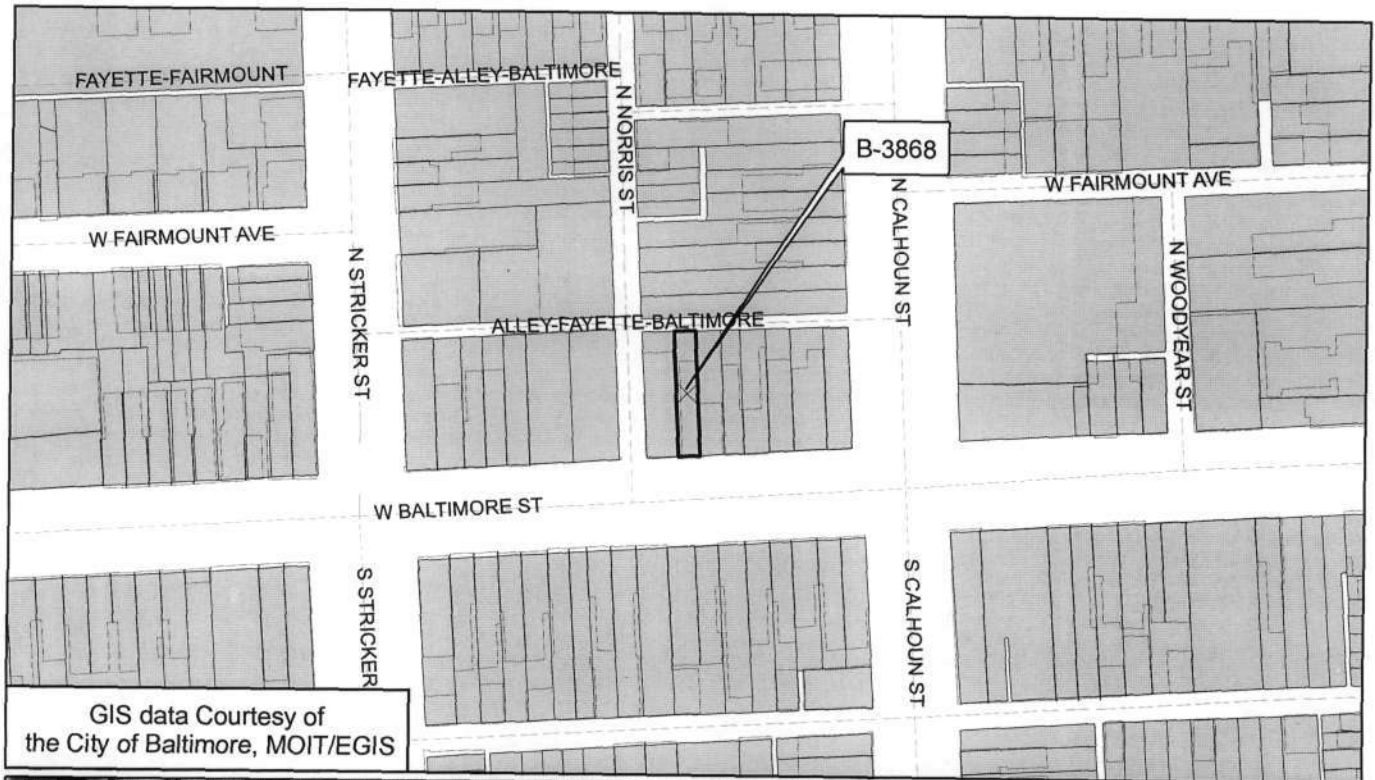 FAYETTE-FAIRMOUNT
FAYETTE-ALLEY-BALTIMORE
N NORRIS ST
B-3868
W FAIRMOUNT AVE
N CALHOUN ST
W FAIRMOUNT AVE
N STRICKER ST
N WOODYEAR ST
ALLEY-FAYETTE-BALTIMORE
W BALTIMORE ST
S STRICKER
S CALHOUN ST
GIS data Courtesy of
the City of Baltimore, MOIT/EGIS